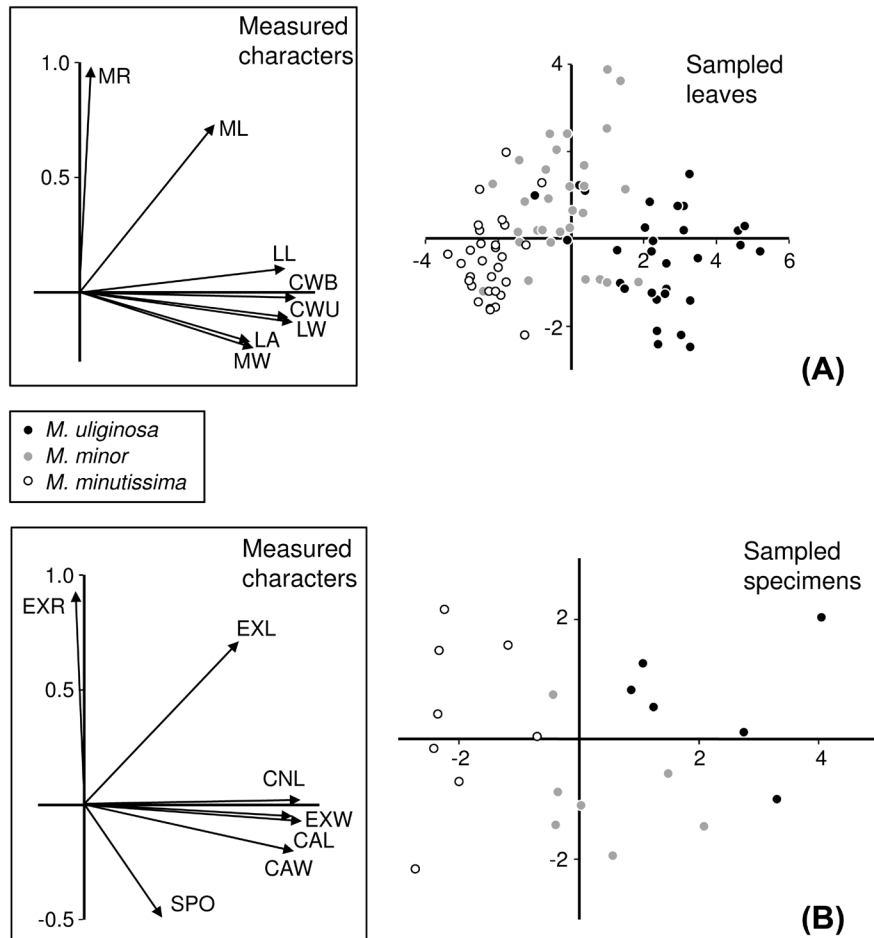 Measured
characters
1.0
MR
ML
0.5
LL
CWB
CWU
LW
LA
MW
Sampled
leaves
4
-4
-2
2
4
6
-2
(A)
M. uliginosa
M. minor
M. minutissima
Measured
characters
1.0
EXR
EXL
0.5
CNL
EXW
CAL
CAW
SPO
-0.5
Sampled
specimens
2
-2
2
4
-2
(B)